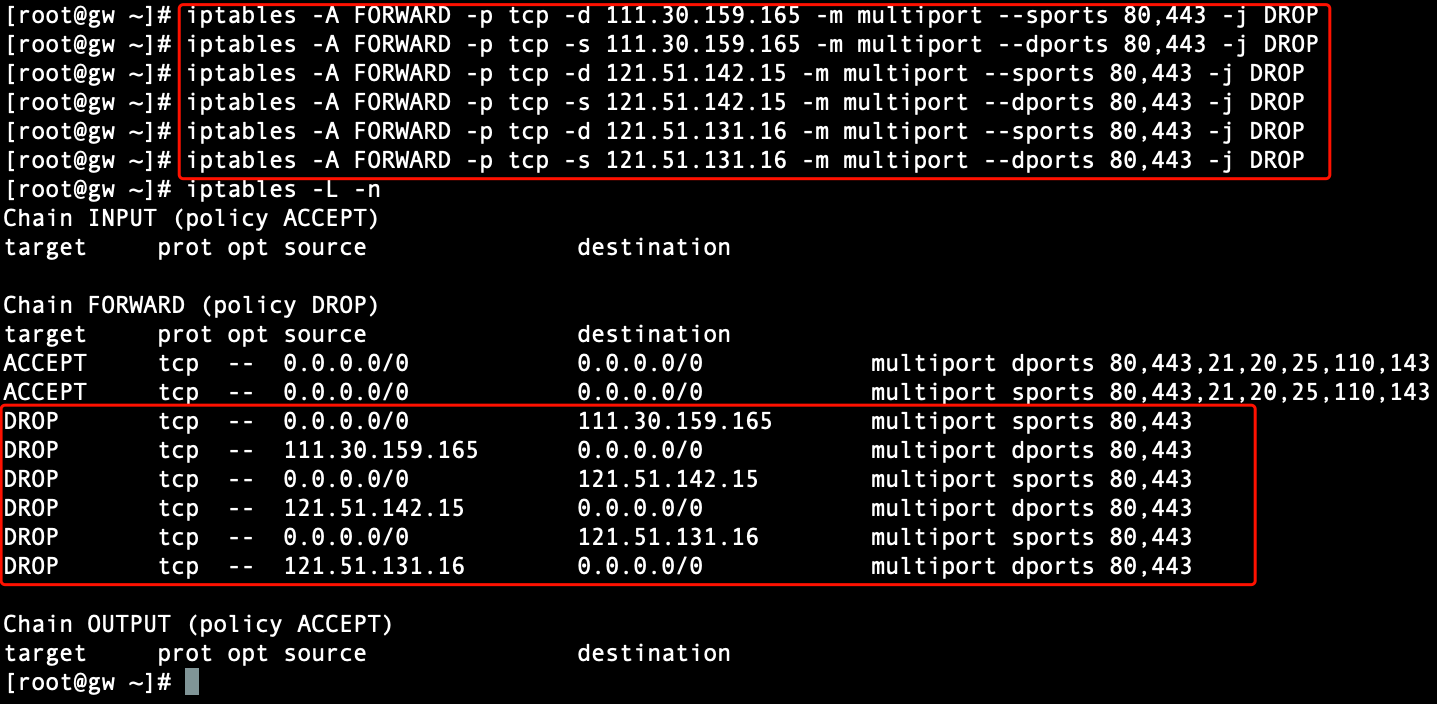 [root@gw ~]# iptables -A FORWARD -p tcp -d 111.30.159.165 -m multiport --sports 80,443 -j DROP
[root@gw ~]# iptables -A FORWARD -p tcp -s 111.30.159.165 -m multiport --dports 80,443 -j DROP
[root@gw ~]# iptables -A FORWARD -p tcp -d 121.51.142.15 -m multiport --sports 80,443 -j DROP
[root@gw ~]# iptables -A FORWARD -p tcp -s 121.51.142.15 -m multiport --dports 80,443 -j DROP
[root@gw ~]# iptables -A FORWARD -p tcp -d 121.51.131.16 -m multiport --sports 80,443 -j DROP
[root@gw ~]# iptables -A FORWARD -p tcp -s 121.51.131.16 -m multiport --dports 80,443 -j DROP
[root@gw ~]# iptables -L -n
Chain INPUT (policy ACCEPT)
target     prot opt source               destination
Chain FORWARD (policy DROP)
target     prot opt source               destination
ACCEPT     tcp  --  0.0.0.0/0            0.0.0.0/0            multiport dports 80,443,21,20,25,110,143
ACCEPT     tcp  --  0.0.0.0/0            0.0.0.0/0            multiport sports 80,443,21,20,25,110,143
DROP       tcp  --  0.0.0.0/0            111.30.159.165       multiport sports 80,443
DROP       tcp  --  111.30.159.165       0.0.0.0/0            multiport dports 80,443
DROP       tcp  --  0.0.0.0/0            121.51.142.15        multiport sports 80,443
DROP       tcp  --  121.51.142.15        0.0.0.0/0            multiport dports 80,443
DROP       tcp  --  0.0.0.0/0            121.51.131.16        multiport sports 80,443
DROP       tcp  --  121.51.131.16        0.0.0.0/0            multiport dports 80,443
Chain OUTPUT (policy ACCEPT)
target     prot opt source               destination
[root@gw ~]#